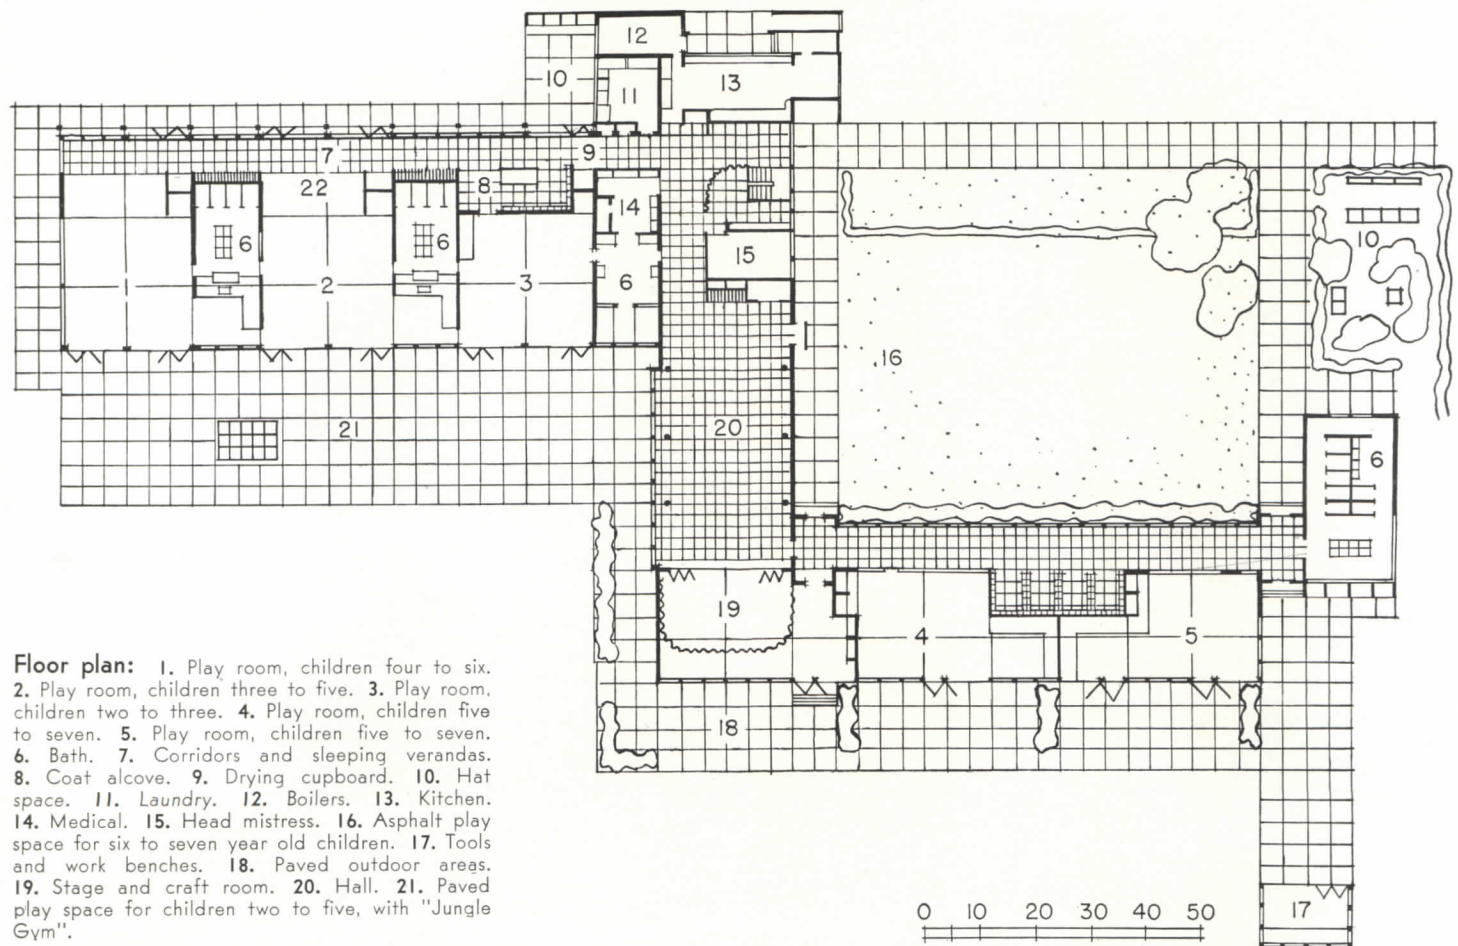 12
10
13
11
7
9
8
22
14
10
6
6
15
1
2
3
6
16
21
20
6
19
4
5
18
17
0 10 20 30 40 50
Floor plan: 1. Play room, children four to six.
2. Play room, children three to five. 3. Play room,
children two to three. 4. Play room, children five
to seven. 5. Play room, children five to seven.
6. Bath. 7. Corridors and sleeping verandas.
8. Coat alcove. 9. Drying cupboard. 10. Hat
space. 11. Laundry. 12. Boilers. 13. Kitchen.
14. Medical. 15. Head mistress. 16. Asphalt play
space for six to seven year old children. 17. Tools
and work benches. 18. Paved outdoor areas.
19. Stage and craft room. 20. Hall. 21. Paved
play space for children two to five, with "Jungle
Gym".